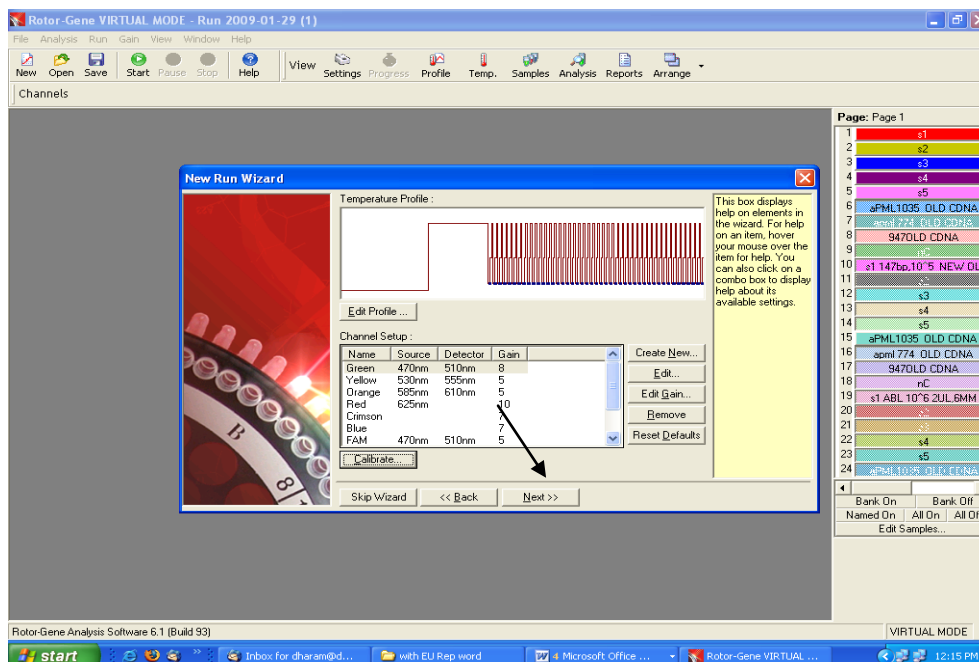 Rotor-Gene VIRTUAL MODE - Run 2009-01-29 (1)
File Analysis Run Gain View Window Help
New Open Save Start Pause Stop Help View Settings Progress Profile Temp. Samples Analysis Reports Arrange
Channels
Page: Page 1
1 s1
2 s2
3 s3
4 s4
5 s5
6 aPML1035 OLD CDNA
7 apml 774 OLD CDNA
8 947OLD CDNA
9 nC
10 s1 147bp,10^5 NEW OL
11
12 s3
13 s4
14 s5
15 aPML1035 OLD CDNA
16 apml 774 OLD CDNA
17 947OLD CDNA
18 nC
19 s1 ABL 10^6 2UL,6MM
20
21
22 s4
23 s5
24 aPML1035 OLD CDNA
Bank On Bank Off
Named On All On All Of
Edit Samples...
New Run Wizard
Temperature Profile :
Edit Profile ...
Channel Setup :
Name Source Detector Gain
Green 470nm 510nm 8
Yellow 530nm 555nm 5
Orange 585nm 610nm 5
Red 625nm 10
Crimson 7
Blue 7
FAM 470nm 510nm 5
Create New...
Edit...
Edit Gain...
Remove
Reset Defaults
Calibrate...
Skip Wizard << Back Next >>
This box displays
help on elements in
the wizard. For help
on an item, hover
your mouse over the
item for help. You
can also click on a
combo box to display
help about its
available settings.
B
8
Rotor-Gene Analysis Software 6.1 (Build 93)
VIRTUAL MODE
start Inbox for dharam@d... with EU Rep word 4 Microsoft Office ... Rotor-Gene VIRTUAL ... 12:15 P